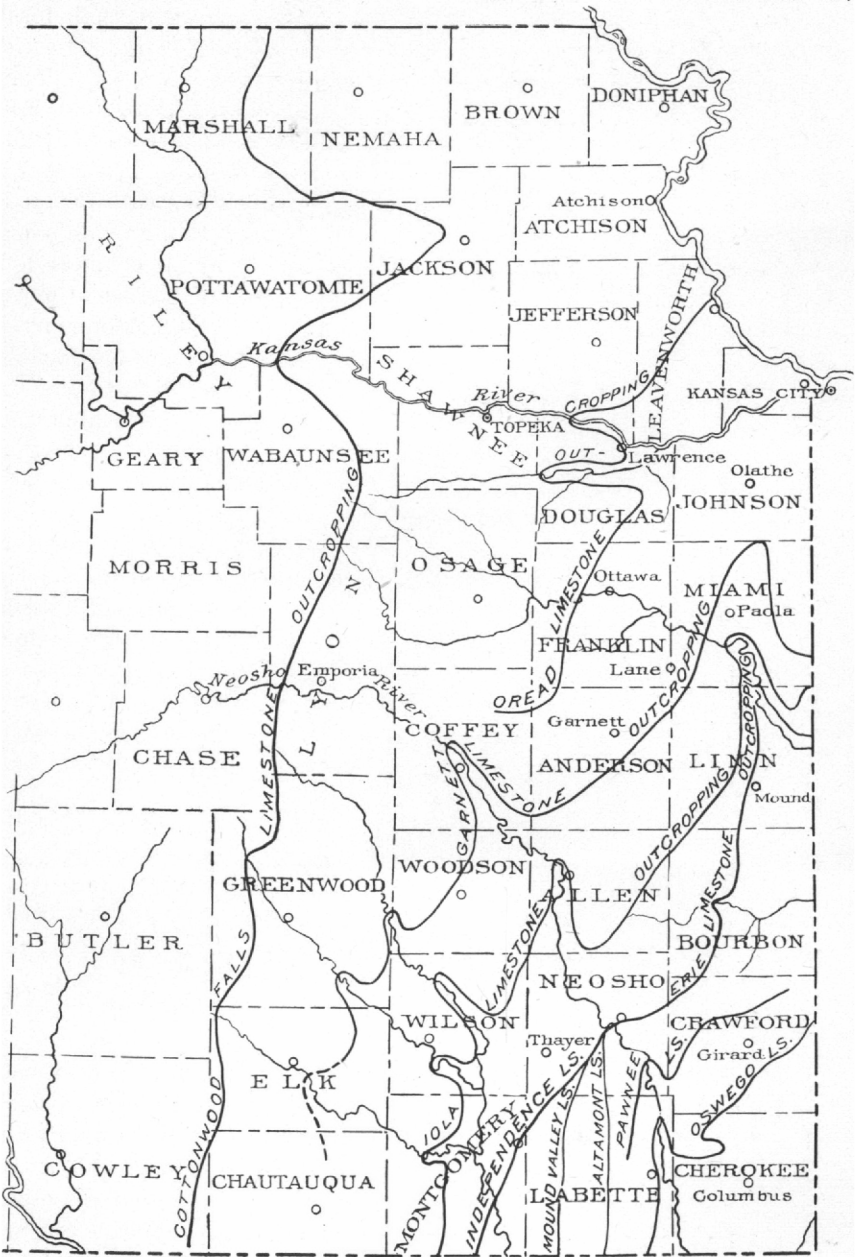 MARSHALL
NEMAHA
BROWN
DONIPHAN
Atchison
ATCHISON
RILEY
POTTAWATOMIE
JACKSON
JEFFERSON
LEAVENWORTH
Kansas River
SHAWNEE
OUT-CROPPING
KANSAS CITY
TOPEKA
Lawrence
GEARY
WABAUNSEE
Olathe
JOHNSON
DOUGLAS
MORRIS
OUTCROPPING
OSAGE
LIMESTONE
Ottawa
MIAMI
Paola
FRANKLIN
Lane
OUTCROPPING
OUTCROPPING
Neosho River
Emporia
LYN
OREAD
COFFEY
Garnett
CHASE
LIMESTONE
GARNETT
LIMESTONE
ANDERSON
LINN
Mound
OUTCROPPING
GREENWOOD
WOODSON
ALLEN
LIMESTONE
ERIE LIMESTONE
BUTLER
FALLS
BOURBON
NEOSHO
WILSON
Thayer
CRAWFORD
Girard
ELK
IOLA
INDEPENDENCE LS.
MOUND VALLEY LS.
ALTAMONT LS.
PAWNEE LS.
OSWEGO LS.
COWLEY
COTTONWOOD
CHAUTAUQUA
MONTGOMERY
LABETTE
CHEROKEE
Columbus